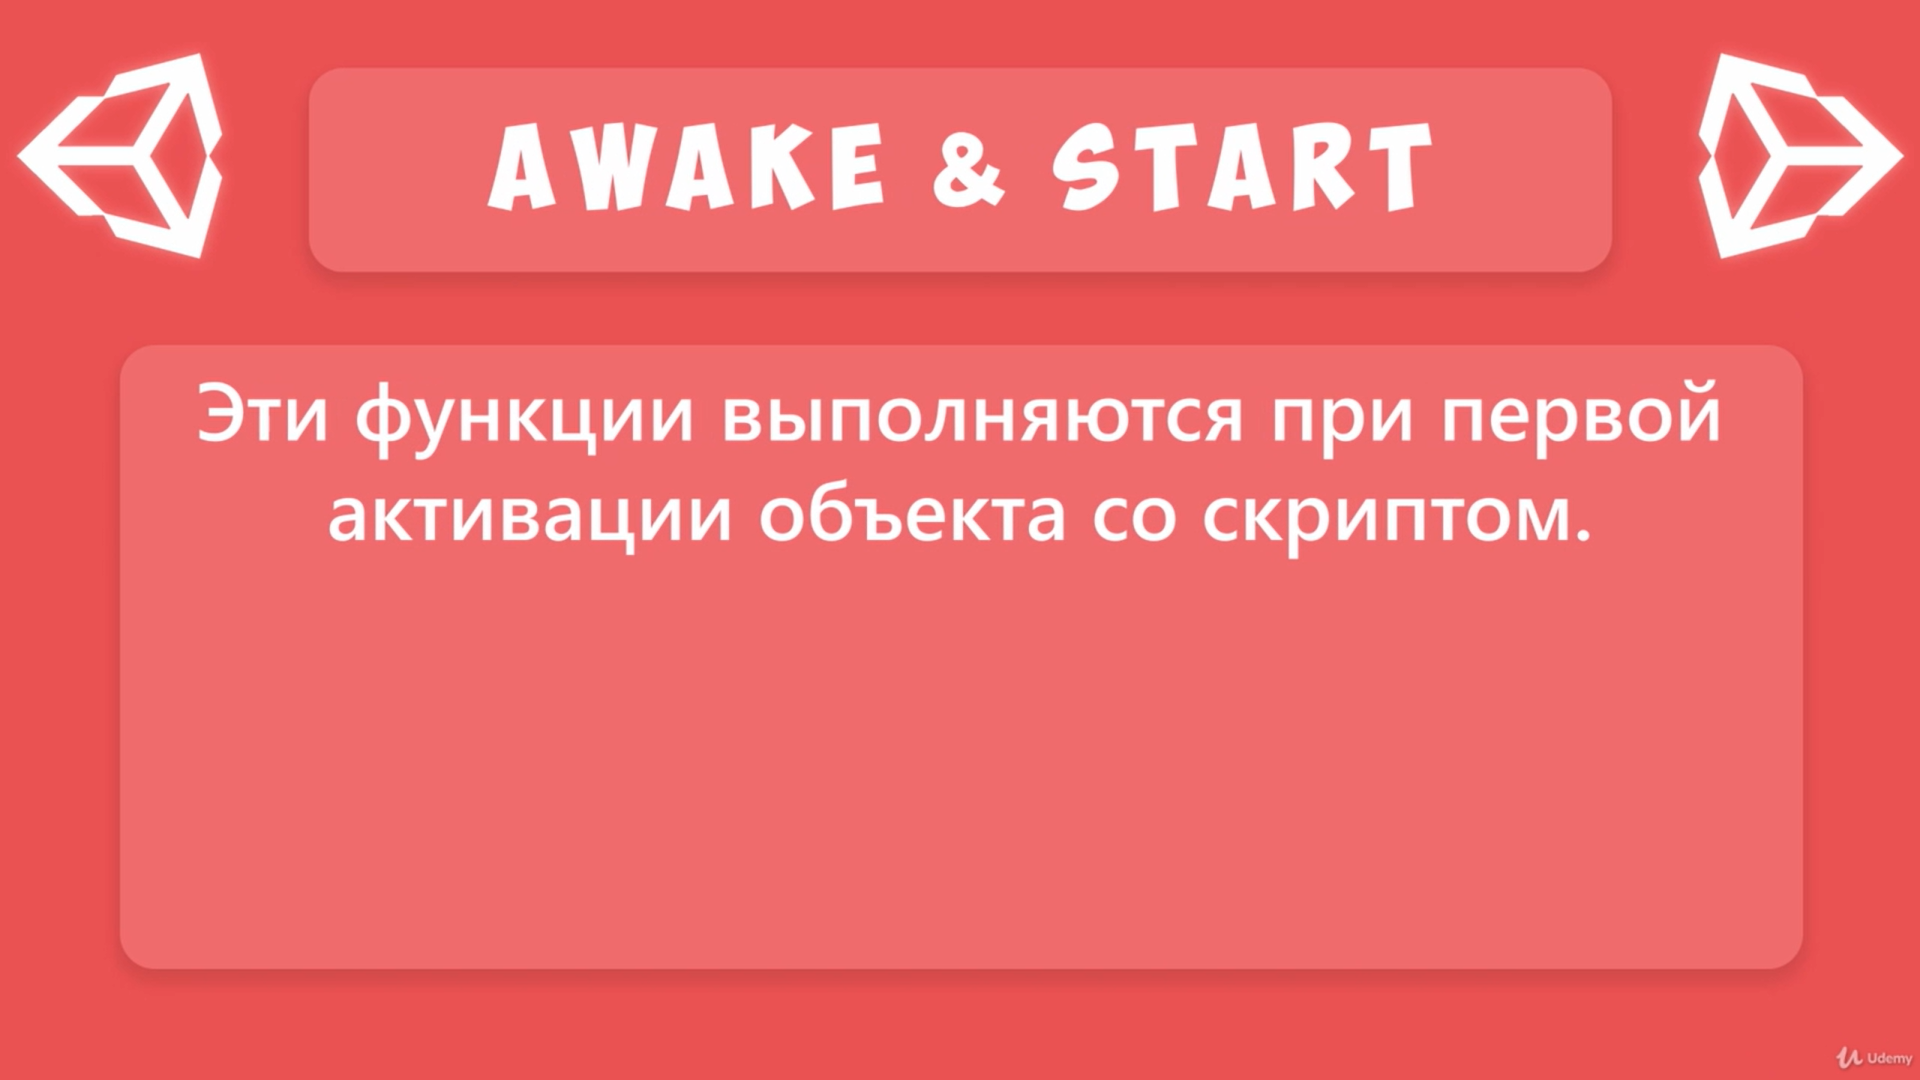 AWAKE & START
Эти функции выполняются при первой
активации объекта со скриптом.
Udemy